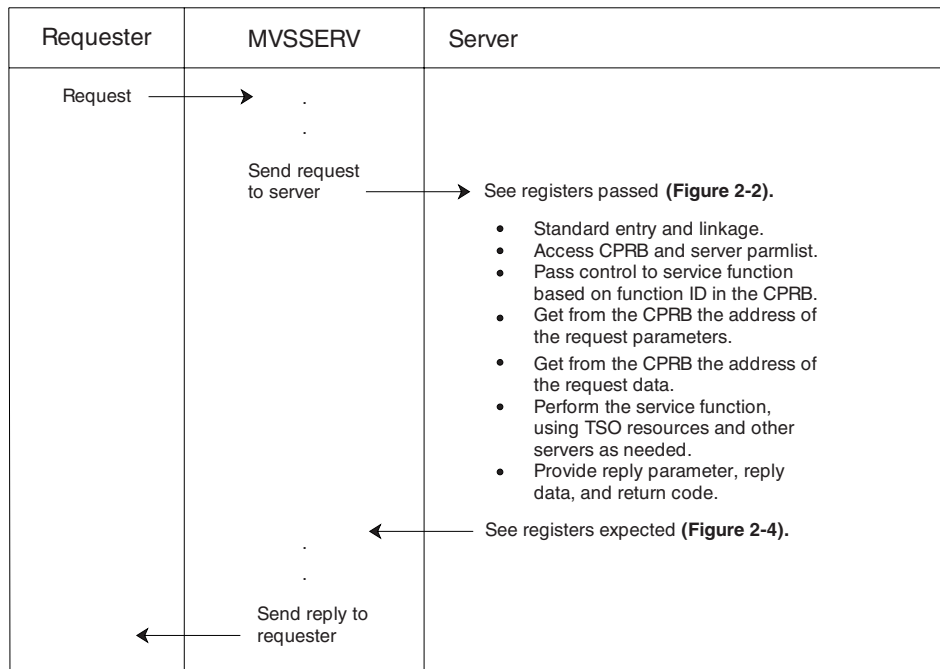 Requester
MVSSERV
Server
Request
.
.
Send request
to server
See registers passed (Figure 2-2).
• Standard entry and linkage.
• Access CPRB and server parmlist.
• Pass control to service function
based on function ID in the CPRB.
• Get from the CPRB the address of
the request parameters.
• Get from the CPRB the address of
the request data.
• Perform the service function,
using TSO resources and other
servers as needed.
• Provide reply parameter, reply
data, and return code.
See registers expected (Figure 2-4).
.
.
Send reply to
requester